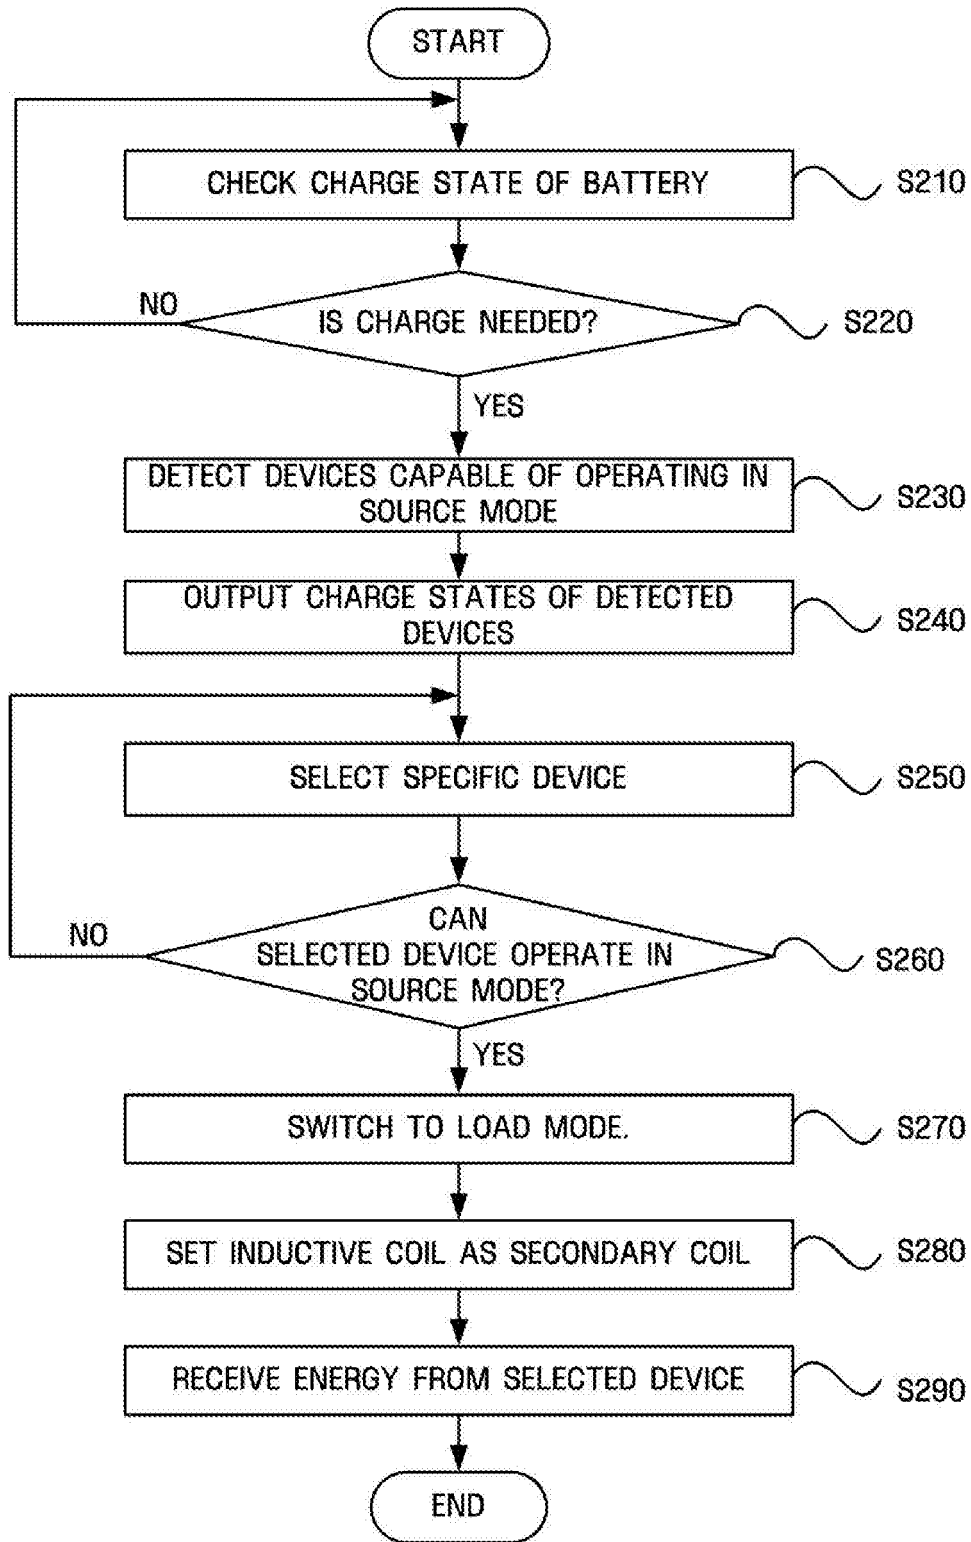 START
CHECK CHARGE STATE OF BATTERY
S210
NO
IS CHARGE NEEDED?
S220
YES
DETECT DEVICES CAPABLE OF OPERATING IN
SOURCE MODE
S230
OUTPUT CHARGE STATES OF DETECTED
DEVICES
S240
SELECT SPECIFIC DEVICE
S250
NO
CAN
SELECTED DEVICE OPERATE IN
SOURCE MODE?
S260
YES
SWITCH TO LOAD MODE.
S270
SET INDUCTIVE COIL AS SECONDARY COIL
S280
RECEIVE ENERGY FROM SELECTED DEVICE
S290
END